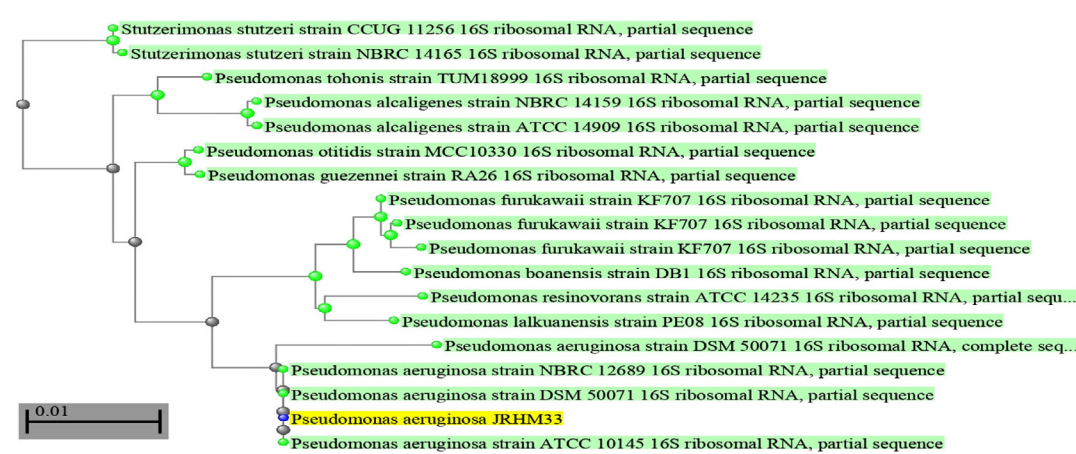 Stutzerimonas stutzeri strain CCUG 11256 16S ribosomal RNA, partial sequence
Stutzerimonas stutzeri strain NBRC 14165 16S ribosomal RNA, partial sequence
Pseudomonas tohonis strain TUM18999 16S ribosomal RNA, partial sequence
Pseudomonas alcaligenes strain NBRC 14159 16S ribosomal RNA, partial sequence
Pseudomonas alcaligenes strain ATCC 14909 16S ribosomal RNA, partial sequence
Pseudomonas otitidis strain MCC10330 16S ribosomal RNA, partial sequence
Pseudomonas guezennei strain RA26 16S ribosomal RNA, partial sequence
Pseudomonas furukawaii strain KF707 16S ribosomal RNA, partial sequence
Pseudomonas furukawaii strain KF707 16S ribosomal RNA, partial sequence
Pseudomonas furukawaii strain KF707 16S ribosomal RNA, partial sequence
Pseudomonas boanensis strain DB1 16S ribosomal RNA, partial sequence
Pseudomonas resinovorans strain ATCC 14235 16S ribosomal RNA, partial sequ...
Pseudomonas lalkuanensis strain PE08 16S ribosomal RNA, partial sequence
Pseudomonas aeruginosa strain DSM 50071 16S ribosomal RNA, complete seq...
Pseudomonas aeruginosa strain NBRC 12689 16S ribosomal RNA, partial sequence
Pseudomonas aeruginosa strain DSM 50071 16S ribosomal RNA, partial sequence
0.01
Pseudomonas aeruginosa JRHM33
Pseudomonas aeruginosa strain ATCC 10145 16S ribosomal RNA, partial sequence